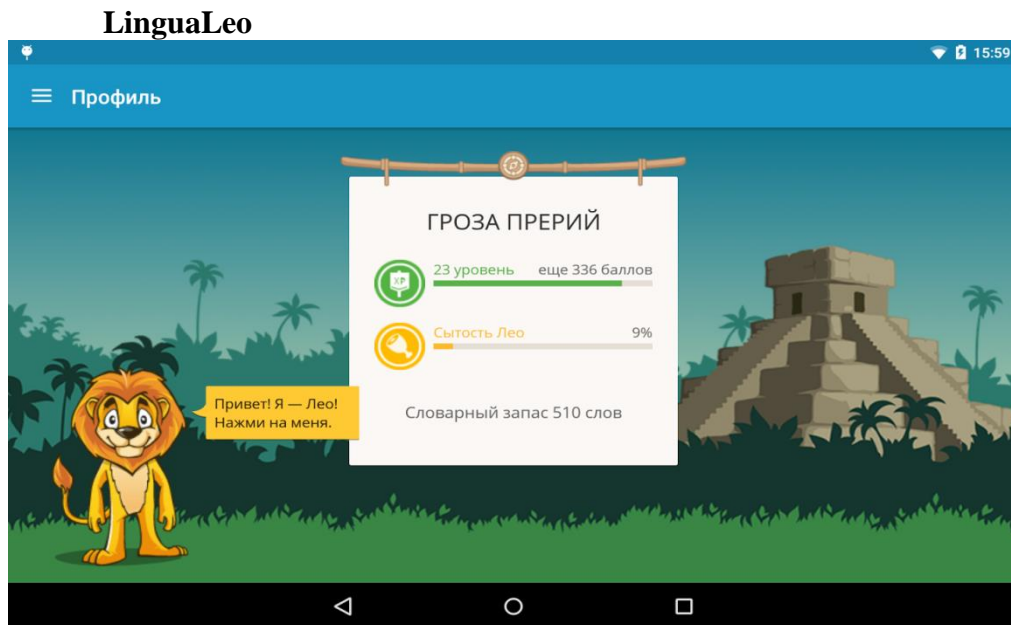 LinguaLeo
15:59
Профиль
ГРОЗА ПРЕРИЙ
XP
23 уровень еще 336 баллов
Сытость Лео 9%
Привет! Я — Лео!
Нажми на меня.
Словарный запас 510 слов